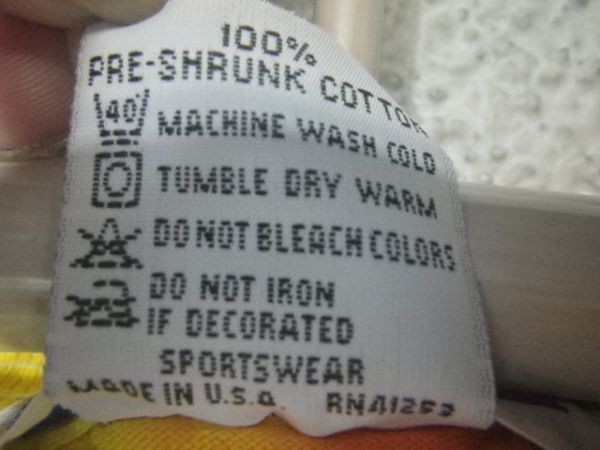 100%
PRE-SHRUNK COTTON
40 MACHINE WASH COLD
TUMBLE DRY WARM
DO NOT BLEACH COLORS
DO NOT IRON
IF DECORATED
SPORTSWEAR
MADE IN U.S.A. RN41253